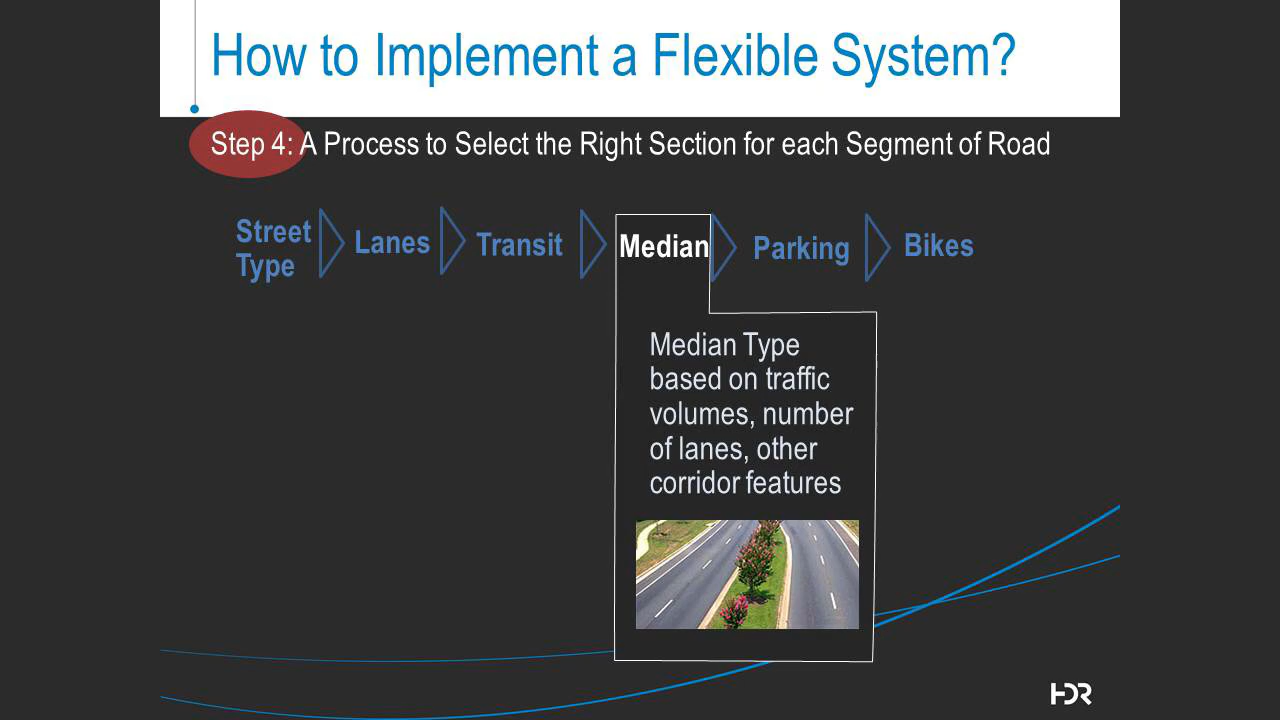 How to Implement a Flexible System?
Step 4: A Process to Select the Right Section for each Segment of Road
Street
Type
Lanes
Transit
Median
Parking
Bikes
Median Type
based on traffic
volumes, number
of lanes, other
corridor features
HDR